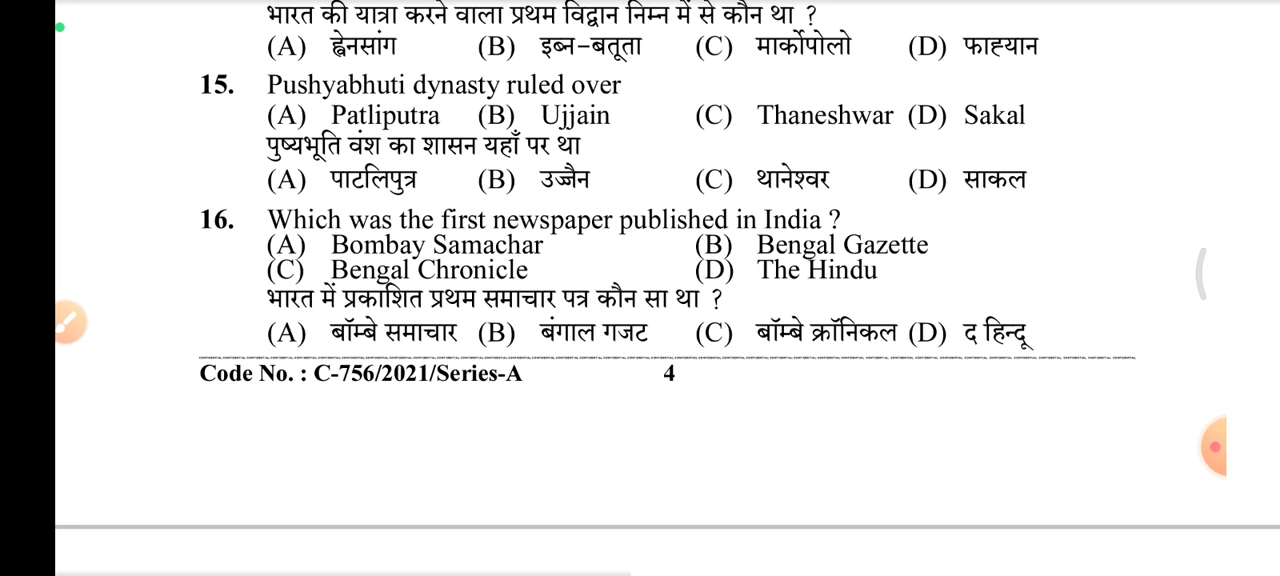 भारत की यात्रा करने वाला प्रथम विद्वान निम्न में से कौन था ?
(A) ह्वेनसांग (B) इब्न-बतूता (C) मार्कोपोलो (D) फाह्यान
15. Pushyabhuti dynasty ruled over
(A) Patliputra (B) Ujjain (C) Thaneshwar (D) Sakal
पुष्यभूति वंश का शासन यहाँ पर था
(A) पाटलिपुत्र (B) उज्जैन (C) थानेश्वर (D) साकल
16. Which was the first newspaper published in India ?
(A) Bombay Samachar (B) Bengal Gazette
(C) Bengal Chronicle (D) The Hindu
भारत में प्रकाशित प्रथम समाचार पत्र कौन सा था ?
(A) बॉम्बे समाचार (B) बंगाल गजट (C) बॉम्बे क्रॉनिकल (D) द हिन्दू
Code No. : C-756/2021/Series-A 4